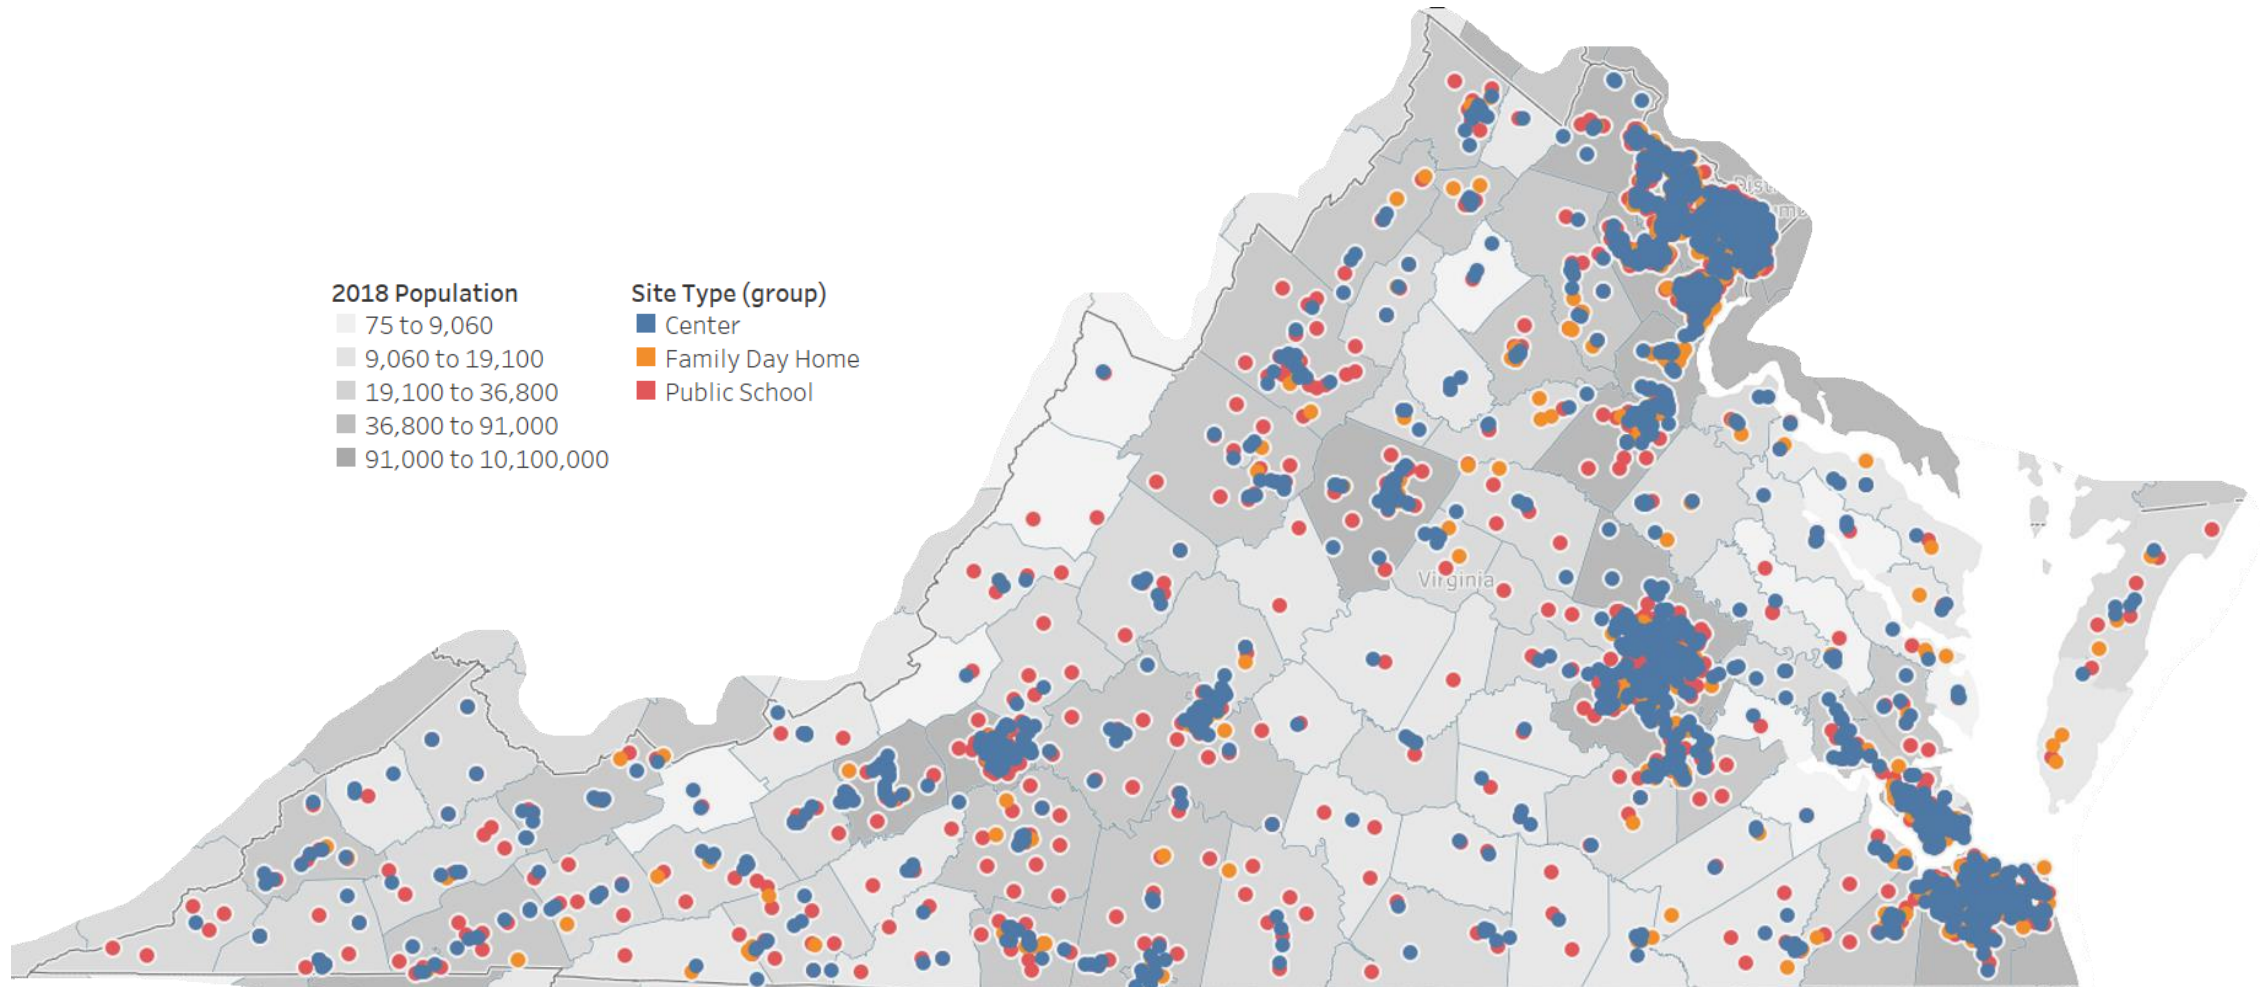 2018 Population
75 to 9,060
9,060 to 19,100
19,100 to 36,800
36,800 to 91,000
91,000 to 10,100,000
Site Type (group)
Center
Family Day Home
Public School
Virginia